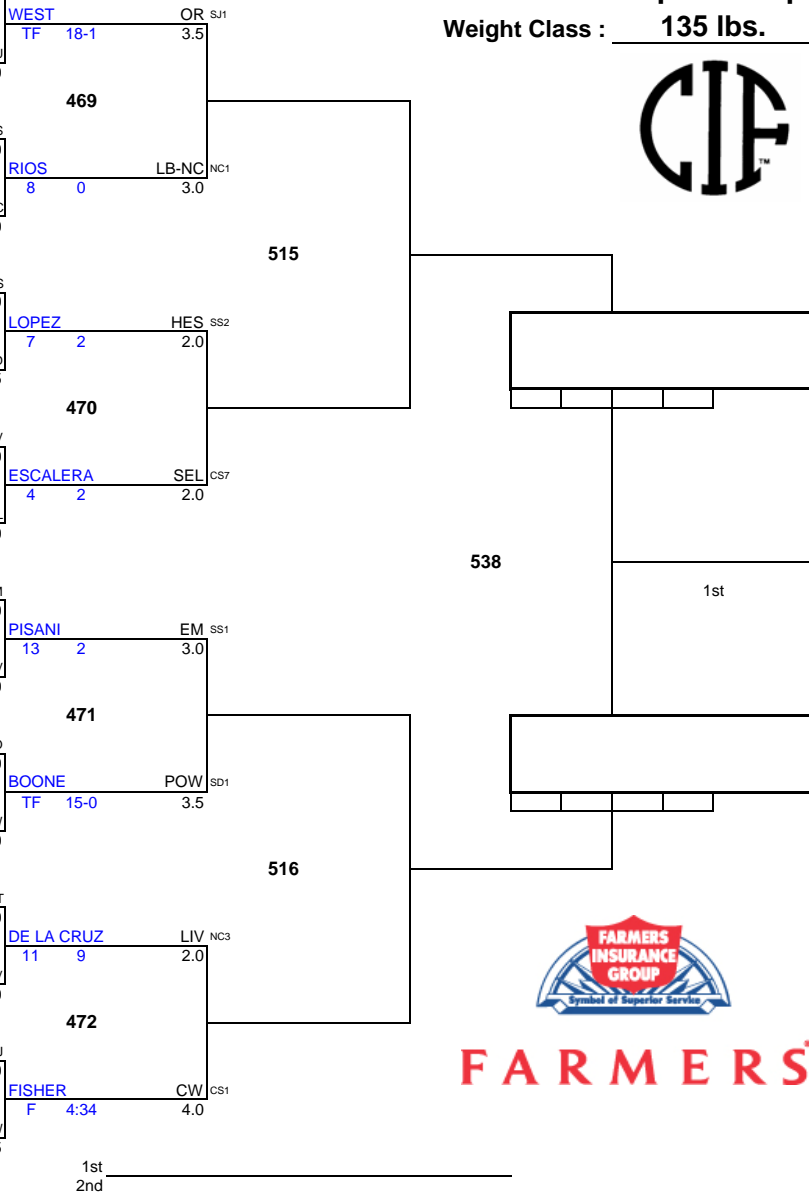 WEST OR SJ1
TF 18-1 3.5
Weight Class : 135 lbs.
469
CIF
TM
RIOS LB-NC NC1
8 0 3.0
515
LOPEZ HES SS2
7 2 2.0
470
ESCALERA SEL CS7
4 2 2.0
538
1st
PISANI EM SS1
13 2 3.0
471
BOONE POW SD1
TF 15-0 3.5
516
DE LA CRUZ LIV NC3
11 9 2.0
472
FARMERS
INSURANCE
GROUP
Symbol of Superior Service
FARMERS
FISHER CW CS1
F 4:34 4.0
1st
2nd